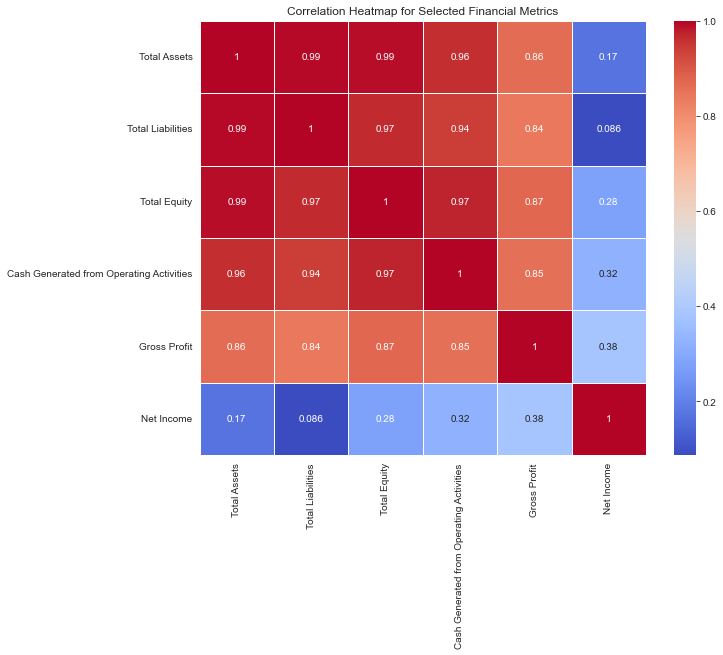 Correlation Heatmap for Selected Financial Metrics
Total Assets 1 0.99 0.99 0.96 0.86 0.17
Total Liabilities 0.99 1 0.97 0.94 0.84 0.086
Total Equity 0.99 0.97 1 0.97 0.87 0.28
Cash Generated from Operating Activities 0.96 0.94 0.97 1 0.85 0.32
Gross Profit 0.86 0.84 0.87 0.85 1 0.38
Net Income 0.17 0.086 0.28 0.32 0.38 1
Total Assets
Total Liabilities
Total Equity
Cash Generated from Operating Activities
Gross Profit
Net Income
1.0
0.8
0.6
0.4
0.2